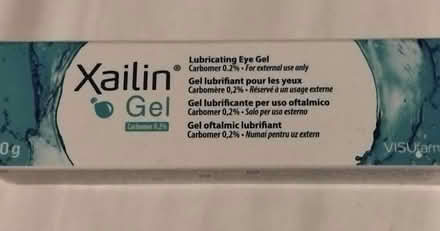 Xailin®
Gel
Carbomer 0.2%
Lubricating Eye Gel
Carbomer 0.2% • For external use only
Gel lubrifiant pour les yeux
Carbomère 0,2% • Réservé à un usage externe
Gel lubrificante per uso oftalmico
Carbomer 0,2% • Solo per uso esterno
Gel oftalmic lubrifiant
Carbomer 0,2% • Numai pentru uz extern
0g
VISUfarm